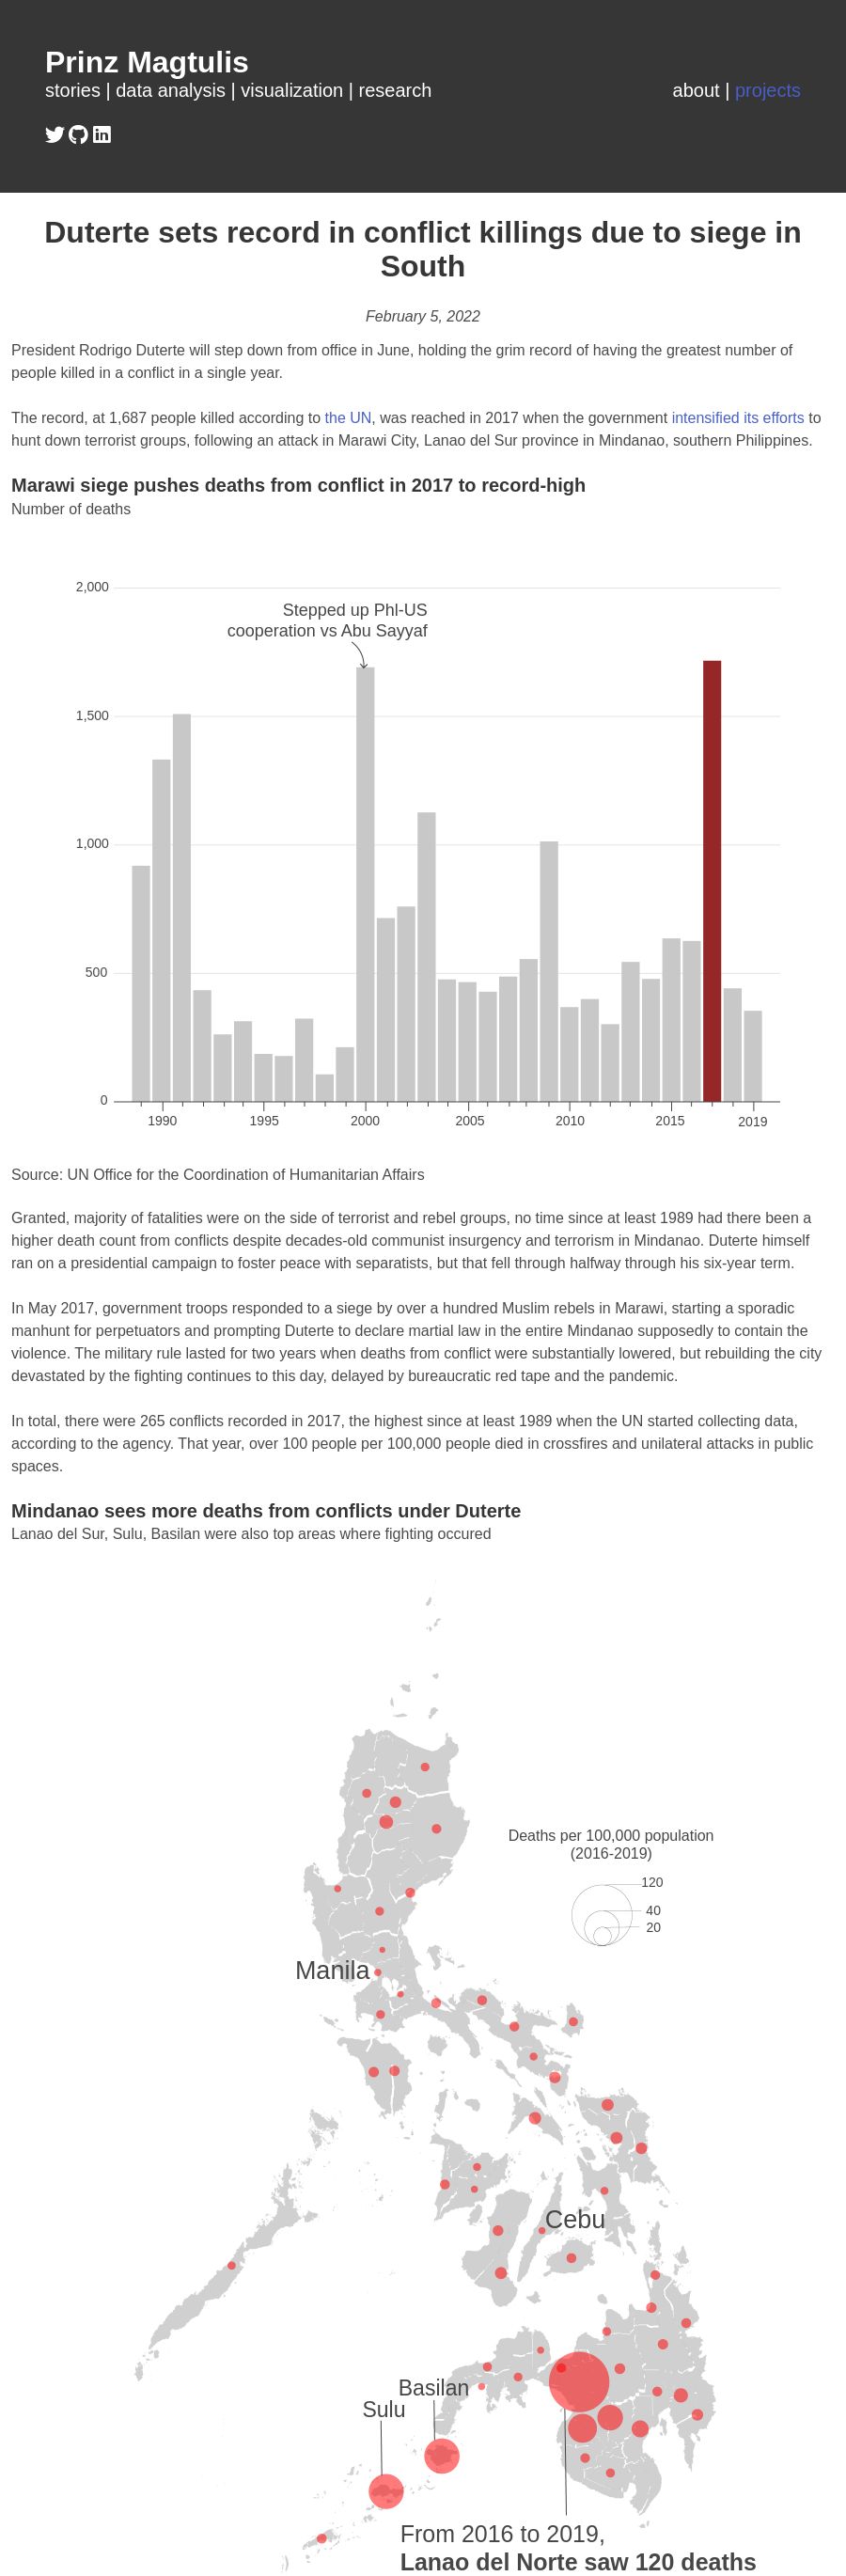 Prinz Magtulis
stories | data analysis | visualization | research
about | projects
Duterte sets record in conflict killings due to siege in
South
February 5, 2022
President Rodrigo Duterte will step down from office in June, holding the grim record of having the greatest number of
people killed in a conflict in a single year.
The record, at 1,687 people killed according to the UN, was reached in 2017 when the government intensified its efforts to
hunt down terrorist groups, following an attack in Marawi City, Lanao del Sur province in Mindanao, southern Philippines.
Marawi siege pushes deaths from conflict in 2017 to record-high
Number of deaths
2,000
Stepped up Phl-US
cooperation vs Abu Sayyaf
1,500
1,000
500
0
1990 1995 2000 2005 2010 2015 2019
Source: UN Office for the Coordination of Humanitarian Affairs
Granted, majority of fatalities were on the side of terrorist and rebel groups, no time since at least 1989 had there been a
higher death count from conflicts despite decades-old communist insurgency and terrorism in Mindanao. Duterte himself
ran on a presidential campaign to foster peace with separatists, but that fell through halfway through his six-year term.
In May 2017, government troops responded to a siege by over a hundred Muslim rebels in Marawi, starting a sporadic
manhunt for perpetuators and prompting Duterte to declare martial law in the entire Mindanao supposedly to contain the
violence. The military rule lasted for two years when deaths from conflict were substantially lowered, but rebuilding the city
devastated by the fighting continues to this day, delayed by bureaucratic red tape and the pandemic.
In total, there were 265 conflicts recorded in 2017, the highest since at least 1989 when the UN started collecting data,
according to the agency. That year, over 100 people per 100,000 people died in crossfires and unilateral attacks in public
spaces.
Mindanao sees more deaths from conflicts under Duterte
Lanao del Sur, Sulu, Basilan were also top areas where fighting occured
Deaths per 100,000 population
(2016-2019)
120
40
20
Manila
Cebu
Basilan
Sulu
From 2016 to 2019,
Lanao del Norte saw 120 deaths